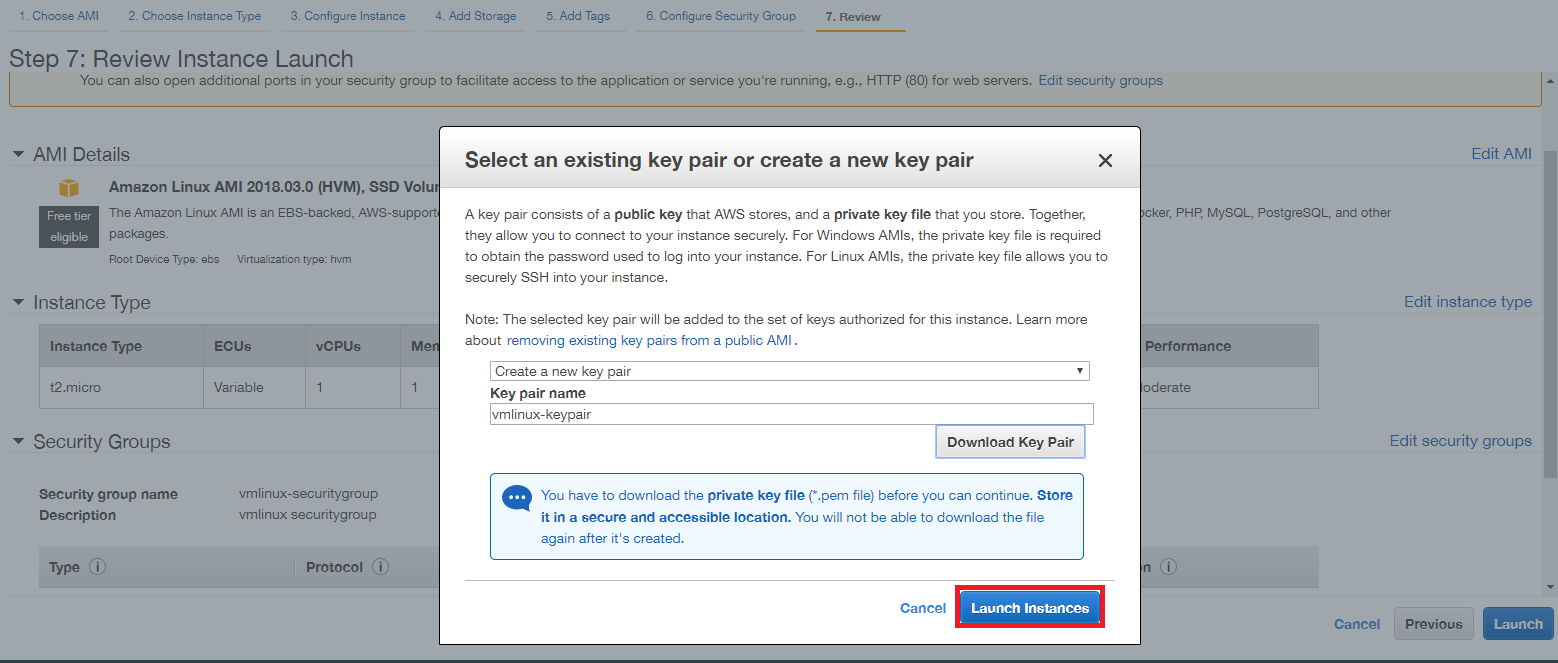 1. Choose AMI 2. Choose Instance Type 3. Configure Instance 4. Add Storage 5. Add Tags 6. Configure Security Group 7. Review
Step 7: Review Instance Launch
You can also open additional ports in your security group to facilitate access to the application or service you're running, e.g., HTTP (80) for web servers. Edit security groups
AMI Details Edit AMI
Amazon Linux AMI 2018.03.0 (HVM), SSD
Free tier
eligible
The Amazon Linux AMI is an EBS-backed, PHP, MySQL, PostgreSQL, and other
packages.
Root Device Type: ebs Virtualization type: hvm
Instance Type Edit instance type
Instance Type ECUs vCPUs Performance
t2.micro Variable 1 1
Security Groups Edit security groups
Security group name vmlinux-securitygroup
Description vmlinux securitygroup
Type Protocol
Cancel Previous Launch
Select an existing key pair or create a new key pair
A key pair consists of a public key that AWS stores, and a private key file that you store. Together,
they allow you to connect to your instance securely. For Windows AMIs, the private key file is required
to obtain the password used to log into your instance. For Linux AMIs, the private key file allows you to
securely SSH into your instance.
Note: The selected key pair will be added to the set of keys authorized for this instance. Learn more
about removing existing key pairs from a public AMI.
Create a new key pair
Key pair name
vmlinux-keypair
Download Key Pair
You have to download the private key file (*.pem file) before you can continue. Store
it in a secure and accessible location. You will not be able to download the file
again after it's created.
Cancel Launch Instances